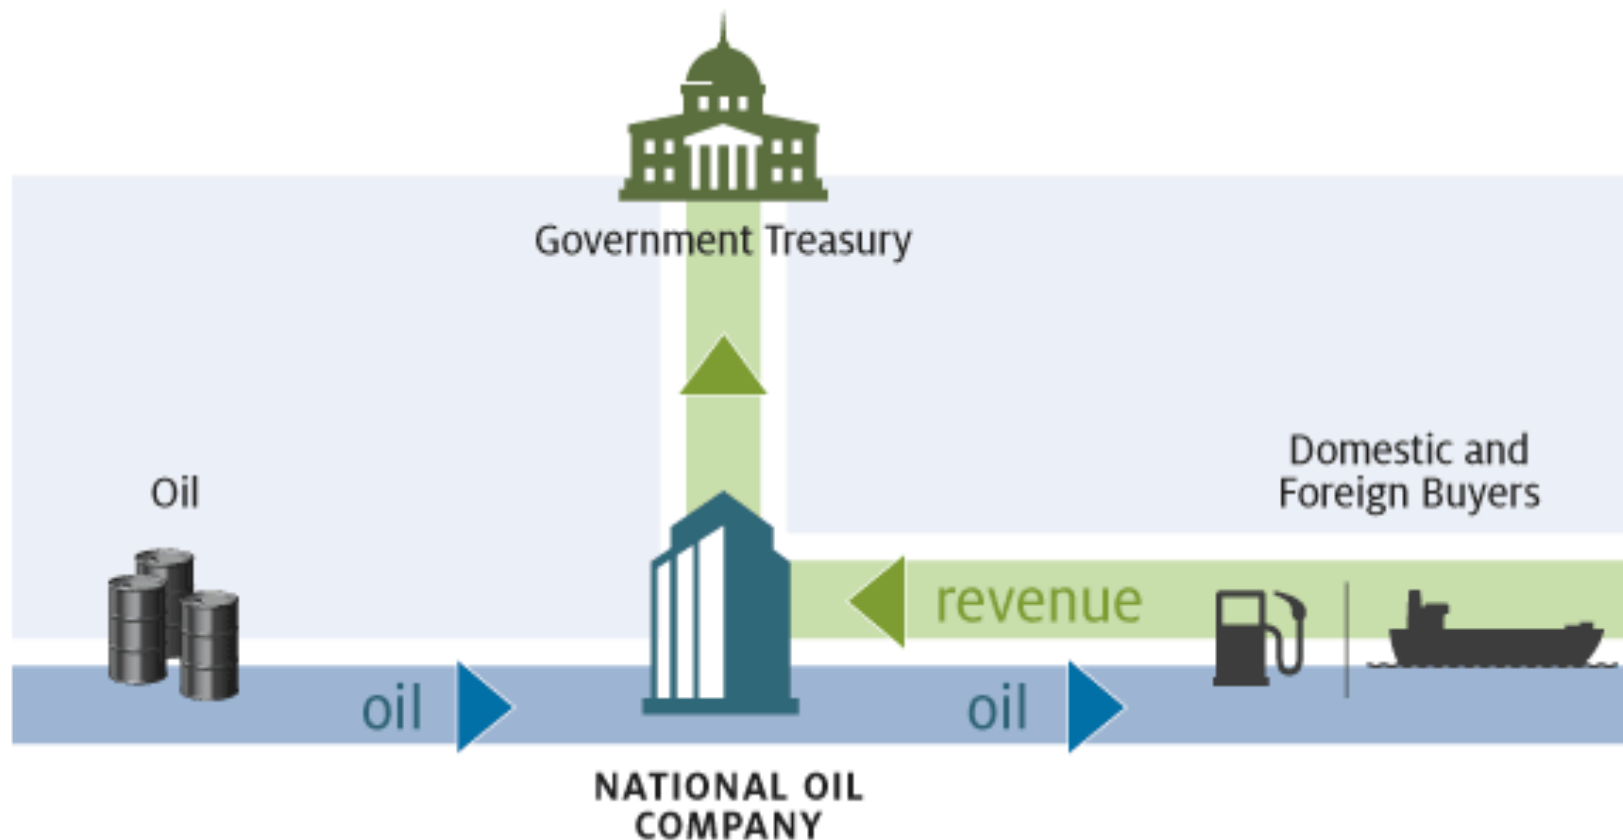 Government Treasury
Oil
Domestic and
Foreign Buyers
revenue
oil
oil
NATIONAL OIL
COMPANY